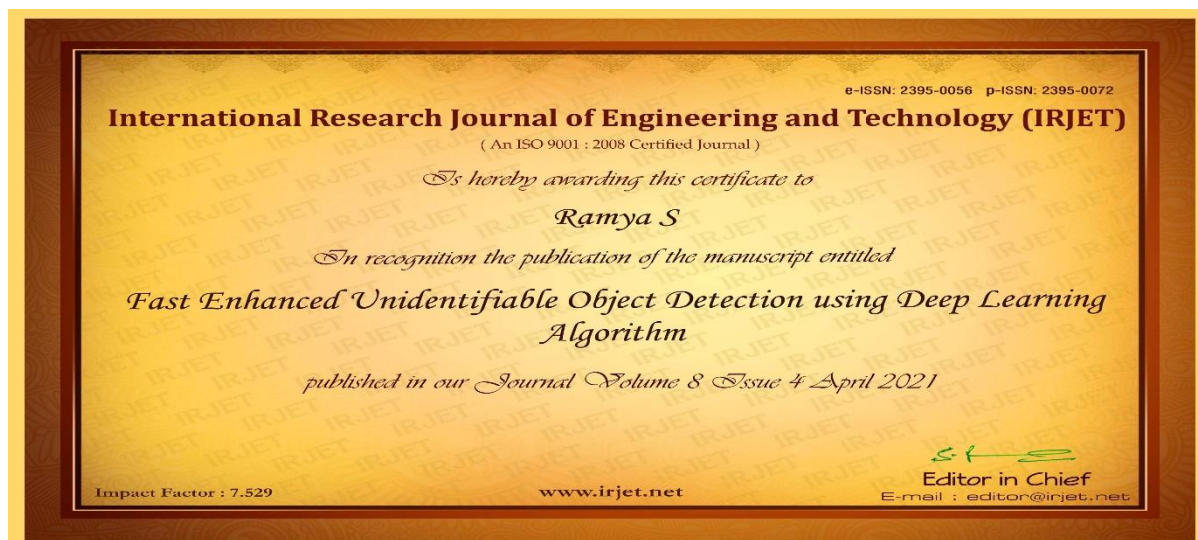 e-ISSN: 2395-0056 p-ISSN: 2395-0072
International Research Journal of Engineering and Technology (IRJET)
( An ISO 9001 : 2008 Certified Journal )
Is hereby awarding this certificate to
Ramya S
In recognition the publication of the manuscript entitled
Fast Enhanced Unidentifiable Object Detection using Deep Learning
Algorithm
published in our Journal Volume 8 Issue 4 April 2021
Editor in Chief
Impact Factor : 7.529 www.irjet.net E-mail : editor@irjet.net